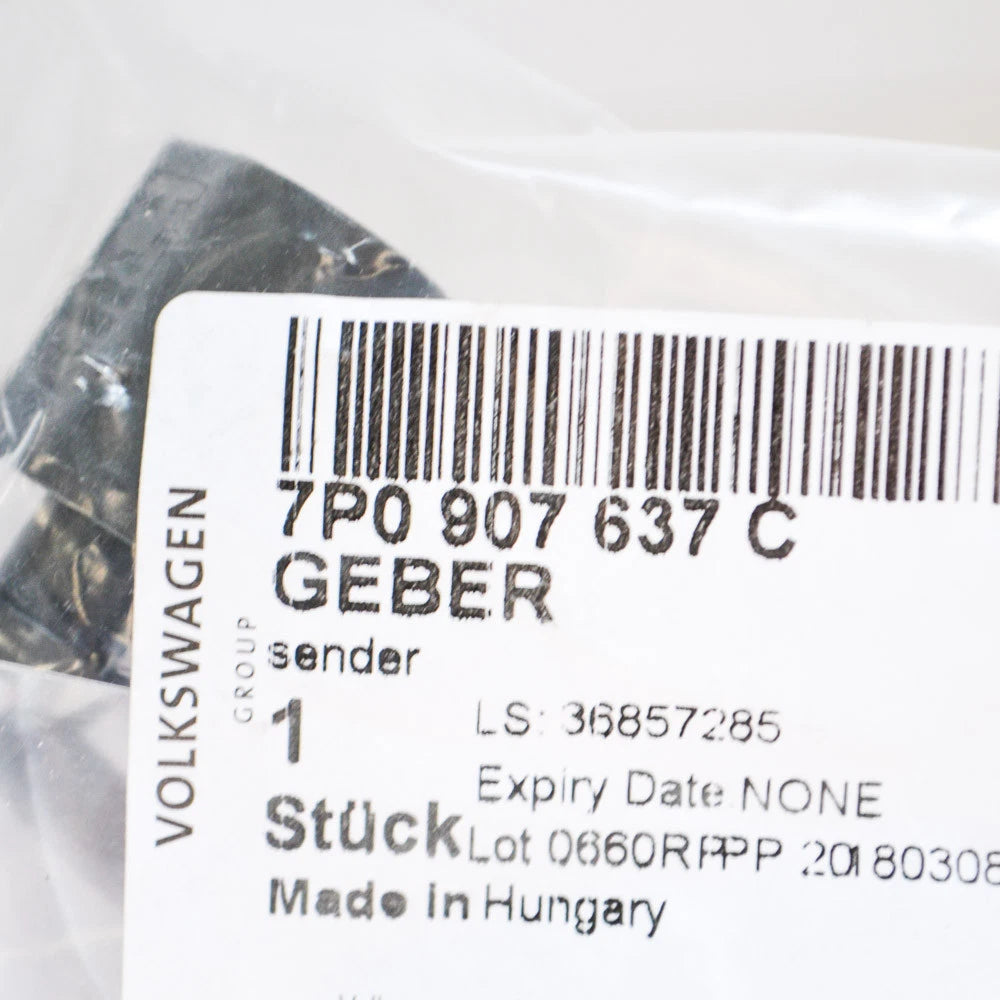 VOLKSWAGEN
GROUP
7P0 907 637 C
GEBER
sender
1
LS: 36857285
Expiry Date NONE
Stück
Lot 0660RPPP 20180308
Made in Hungary